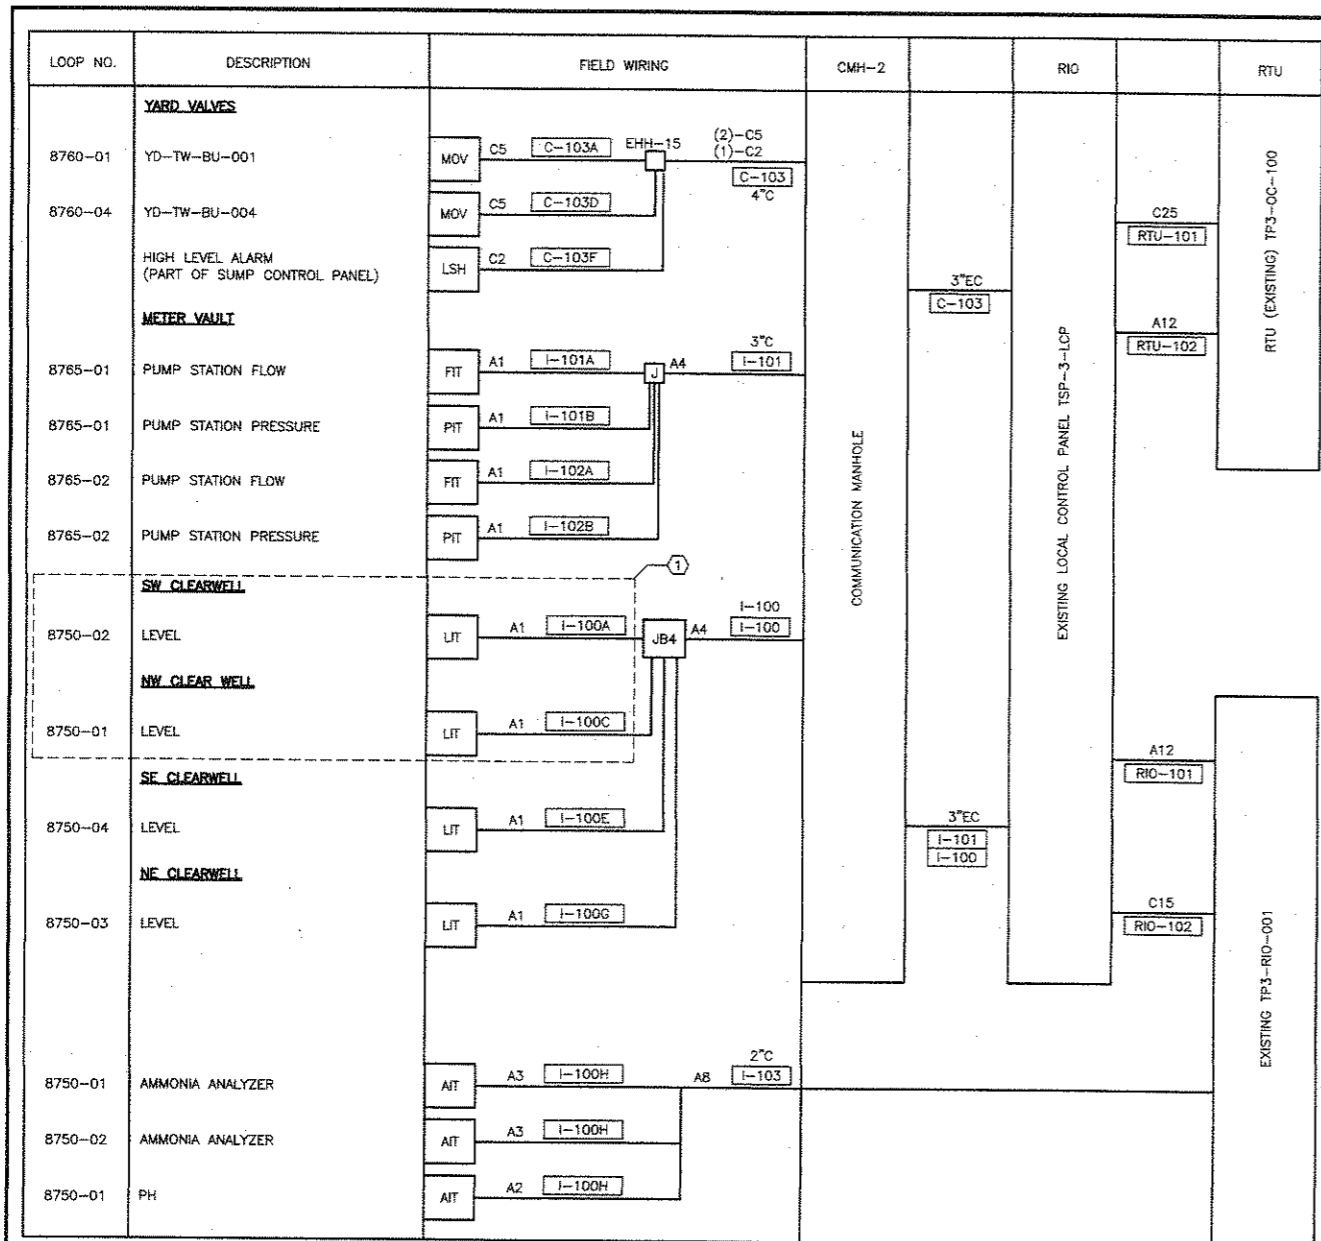 LOOP NO. DESCRIPTION FIELD WIRING CMH-2 RIO RTU
YARD VALVES
8760-01 YD-TW-BU-001 MOV C5 C-103A EHH-15 (2)-C5
(1)-C2
C-103
4"C
8760-04 YD-TW-BU-004 MOV C5 C-103D
HIGH LEVEL ALARM
(PART OF SUMP CONTROL PANEL) LSH C2 C-103F
METER VAULT
8765-01 PUMP STATION FLOW FIT A1 I-101A J A4 3"C
I-101
8765-01 PUMP STATION PRESSURE PIT A1 I-101B
8765-02 PUMP STATION FLOW FIT A1 I-102A
8765-02 PUMP STATION PRESSURE PIT A1 I-102B
1
SW CLEARWELL
8750-02 LEVEL LIT A1 I-100A JB4 A4 I-100
I-100
NW CLEAR WELL
8750-01 LEVEL LIT A1 I-100C
SE CLEARWELL
8750-04 LEVEL LIT A1 I-100E
NE CLEARWELL
8750-03 LEVEL LIT A1 I-100G
8750-01 AMMONIA ANALYZER AIT A3 I-100H A8 2"C
I-103
8750-02 AMMONIA ANALYZER AIT A3 I-100H
8750-01 PH AIT A2 I-100H
COMMUNICATION MANHOLE
3"EC
C-103
3"EC
I-101
I-100
EXISTING LOCAL CONTROL PANEL TSP-3-LCP
C25
RTU-101
A12
RTU-102
A12
RIO-101
C15
RIO-102
RTU (EXISTING) TP3-OC-100
EXISTING TP3-RIO-001